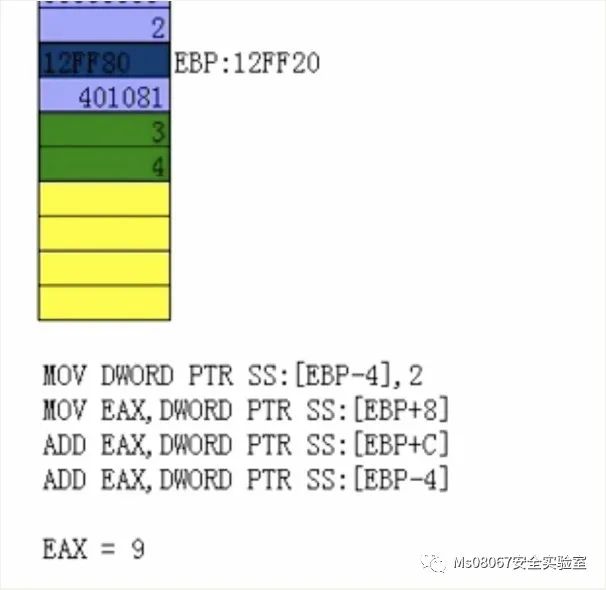 2
12FF80 EBP:12FF20
401081
3
4
MOV DWORD PTR SS:[EBP-4],2
MOV EAX,DWORD PTR SS:[EBP+8]
ADD EAX,DWORD PTR SS:[EBP+C]
ADD EAX,DWORD PTR SS:[EBP-4]
EAX = 9
Ms08067安全实验室